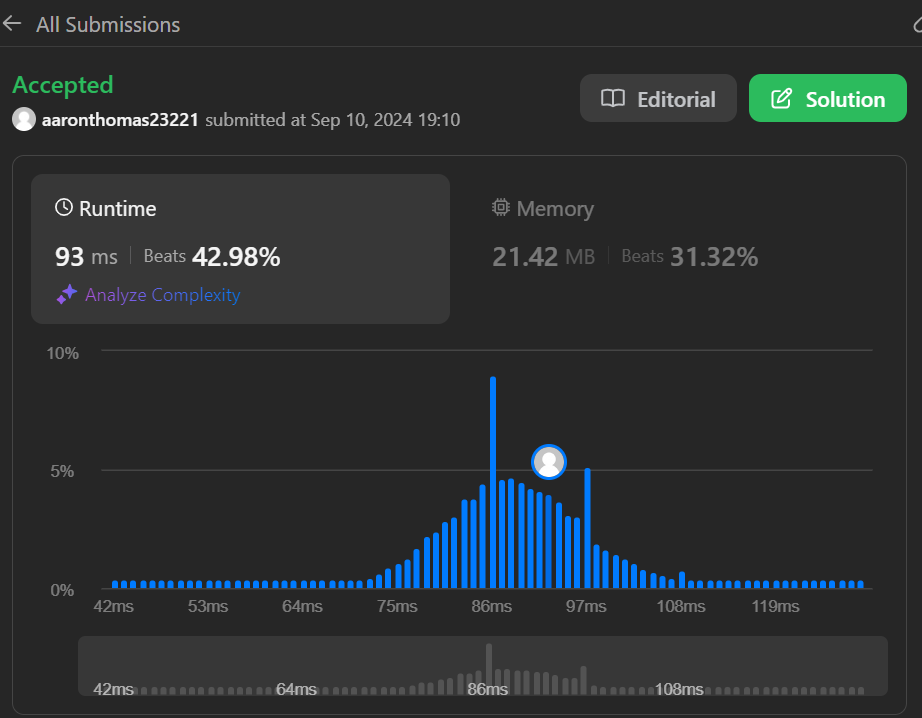 All Submissions
Accepted
Editorial
Solution
aaronthomas23221 submitted at Sep 10, 2024 19:10
Runtime
Memory
93 ms Beats 42.98%
21.42 MB Beats 31.32%
Analyze Complexity
10%
5%
0%
42ms 53ms 64ms 75ms 86ms 97ms 108ms 119ms
42ms 64ms 86ms 108ms